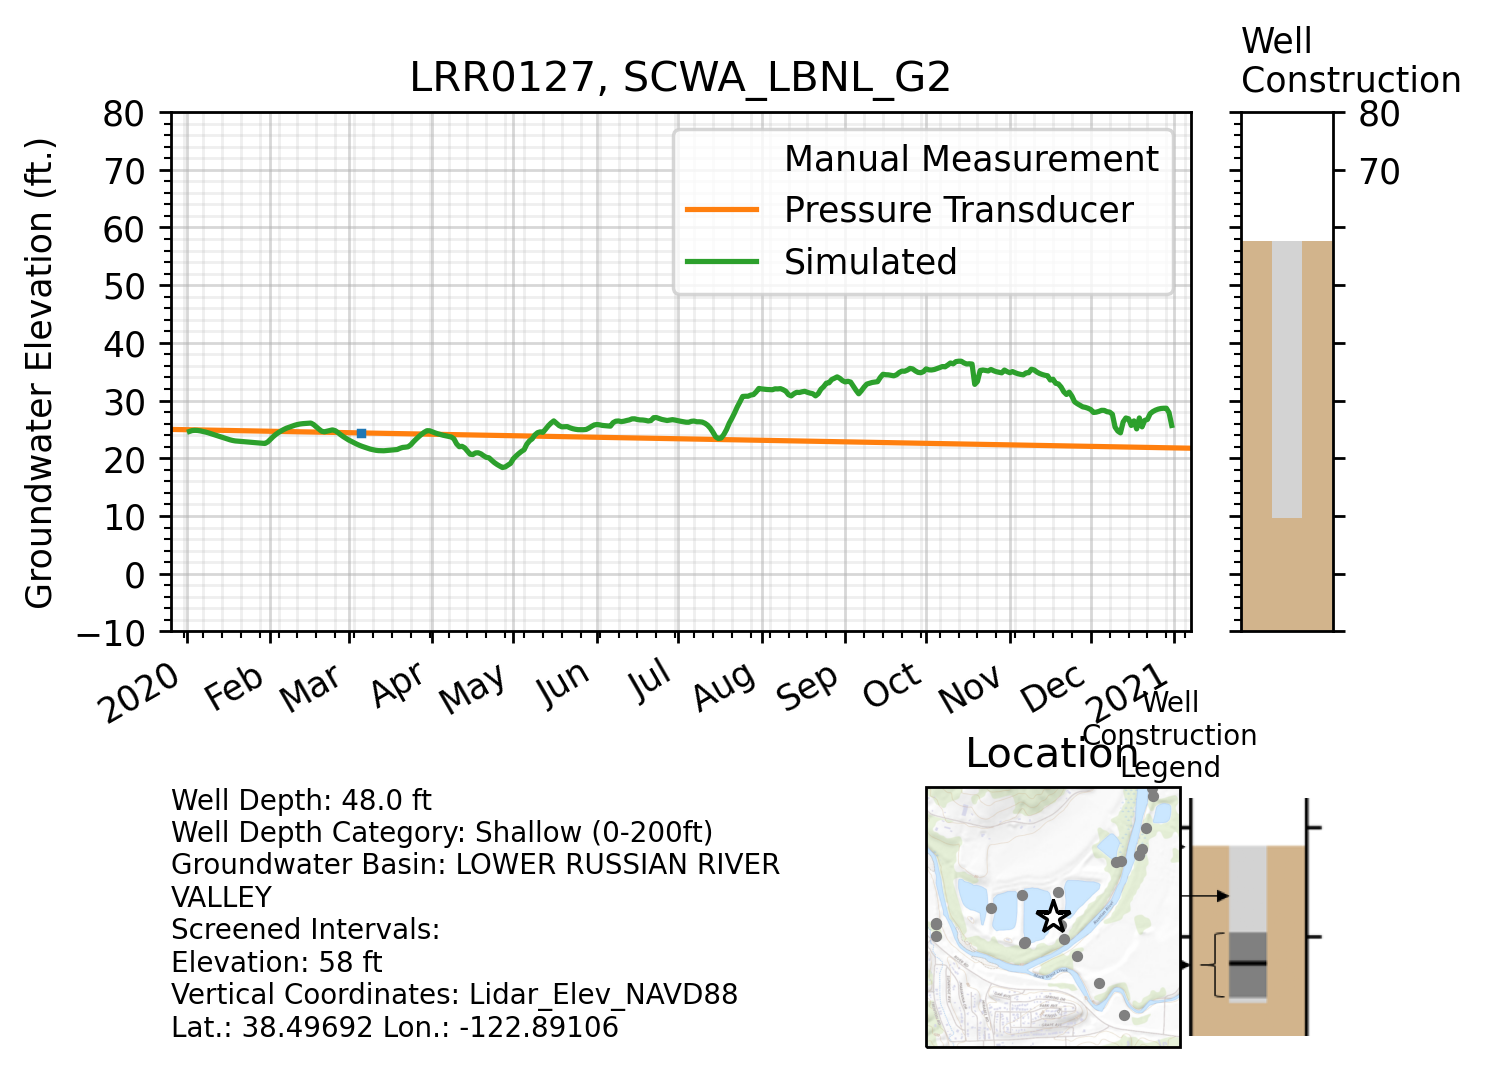 Well
Construction
LRR0127, SCWA_LBNL_G2
Groundwater Elevation (ft.)
80
70
60
50
40
30
20
10
0
−10
Manual Measurement
Pressure Transducer
Simulated
80
70
2020
Feb
Mar
Apr
May
Jun
Jul
Aug
Sep
Oct
Nov
Dec
2021
Well
Construction
Legend
Location
Well Depth: 48.0 ft
Well Depth Category: Shallow (0-200ft)
Groundwater Basin: LOWER RUSSIAN RIVER
VALLEY
Screened Intervals:
Elevation: 58 ft
Vertical Coordinates: Lidar_Elev_NAVD88
Lat.: 38.49692 Lon.: -122.89106